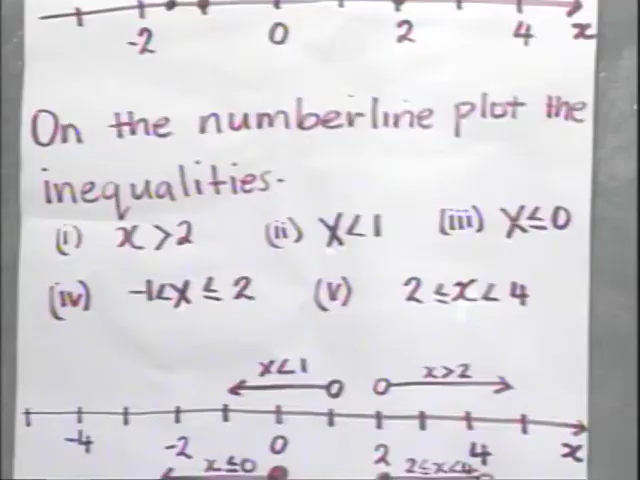 -2 0 2 4 x
On the numberline plot the
inequalities.
(i) x>2 (ii) x<1 (iii) x≤0
(iv) -1<x≤2 (v) 2≤x<4
x<1 x>2
-4 -2 0 2 4 x
x≤0 2≤x<4